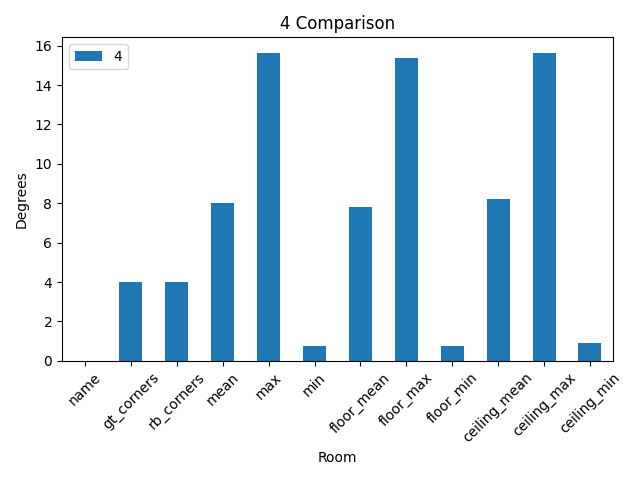 4 Comparison
4
Degrees
16
14
12
10
8
6
4
2
0
name
gt_corners
rb_corners
mean
max
min
floor_mean
floor_max
floor_min
ceiling_mean
ceiling_max
ceiling_min
Room